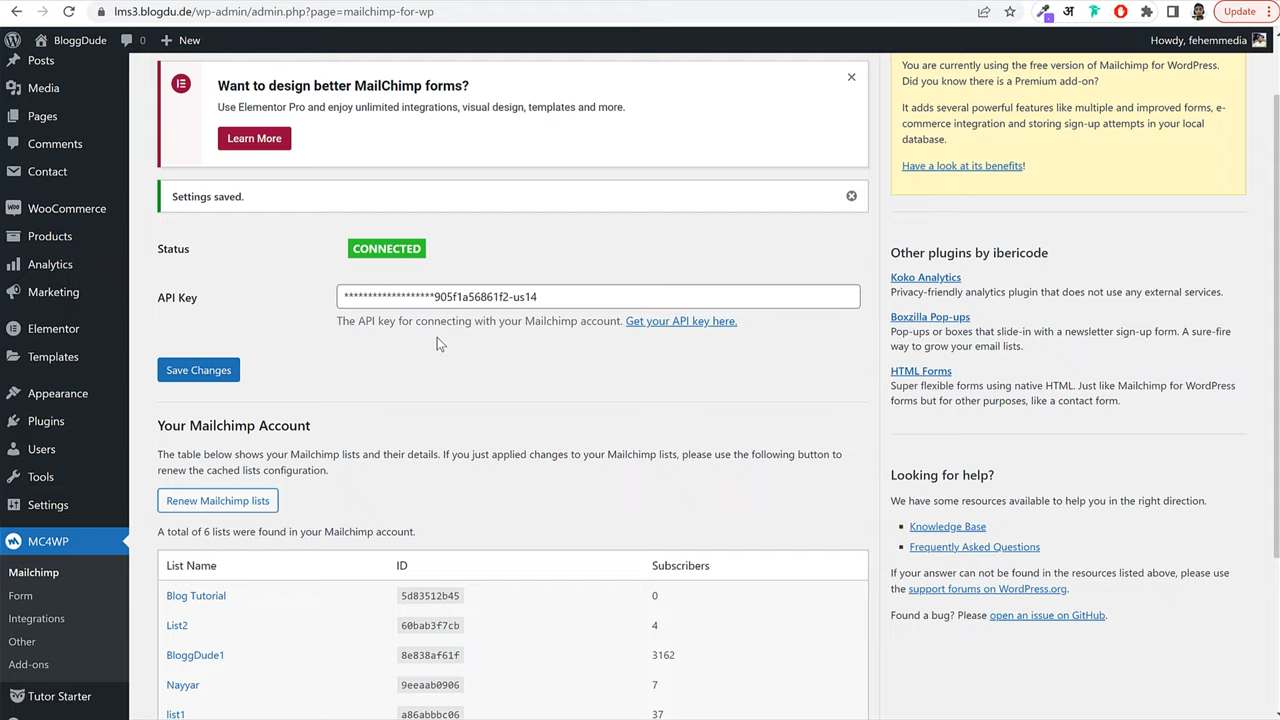 lms3.blogdu.de/wp-admin/admin.php?page=mailchimp-for-wp
अ
Update
BloggDude
0
New
Howdy, fehemmedia
Posts
Media
Pages
Comments
Contact
WooCommerce
Products
Analytics
Marketing
Elementor
Templates
Appearance
Plugins
Users
Tools
Settings
MC4WP
Mailchimp
Form
Integrations
Other
Add-ons
Tutor Starter
Want to design better MailChimp forms?
Use Elementor Pro and enjoy unlimited integrations, visual design, templates and more.
Learn More
Settings saved.
Status
CONNECTED
API Key
*******************905f1a56861f2-us14
The API key for connecting with your Mailchimp account. Get your API key here.
Save Changes
Your Mailchimp Account
The table below shows your Mailchimp lists and their details. If you just applied changes to your Mailchimp lists, please use the following button to
renew the cached lists configuration.
Renew Mailchimp lists
A total of 6 lists were found in your Mailchimp account.
List Name ID Subscribers
Blog Tutorial 5d83512b45 0
List2 60bab3f7cb 4
BloggDude1 8e838af61f 3162
Nayyar 9eeaab0906 7
list1 a86abbbc06 37
You are currently using the free version of Mailchimp for WordPress.
Did you know there is a Premium add-on?
It adds several powerful features like multiple and improved forms, e-
commerce integration and storing sign-up attempts in your local
database.
Have a look at its benefits!
Other plugins by ibericode
Koko Analytics
Privacy-friendly analytics plugin that does not use any external services.
Boxzilla Pop-ups
Pop-ups or boxes that slide-in with a newsletter sign-up form. A sure-fire
way to grow your email lists.
HTML Forms
Super flexible forms using native HTML. Just like Mailchimp for WordPress
forms but for other purposes, like a contact form.
Looking for help?
We have some resources available to help you in the right direction.
Knowledge Base
Frequently Asked Questions
If your answer can not be found in the resources listed above, please use
the support forums on WordPress.org.
Found a bug? Please open an issue on GitHub.